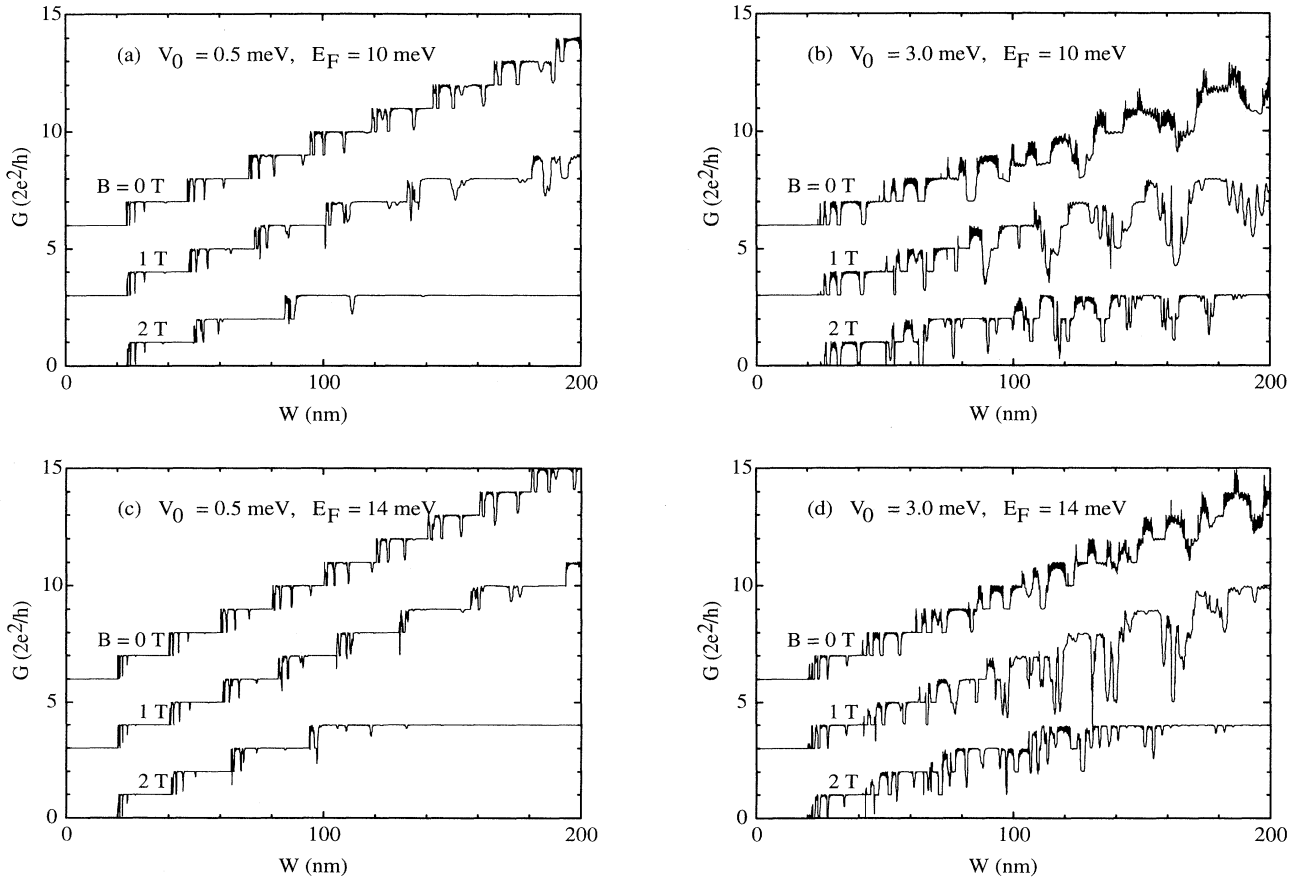 15
(a) V0 = 0.5 meV, EF = 10 meV
10
G (2e2/h)
B = 0 T
5
1 T
2 T
0
0
100
200
W (nm)
15
(b) V0 = 3.0 meV, EF = 10 meV
10
G (2e2/h)
B = 0 T
5
1 T
2 T
0
0
100
200
W (nm)
15
(c) V0 = 0.5 meV, EF = 14 meV
10
G (2e2/h)
B = 0 T
5
1 T
2 T
0
0
100
200
W (nm)
15
(d) V0 = 3.0 meV, EF = 14 meV
10
G (2e2/h)
B = 0 T
5
1 T
2 T
0
0
100
200
W (nm)